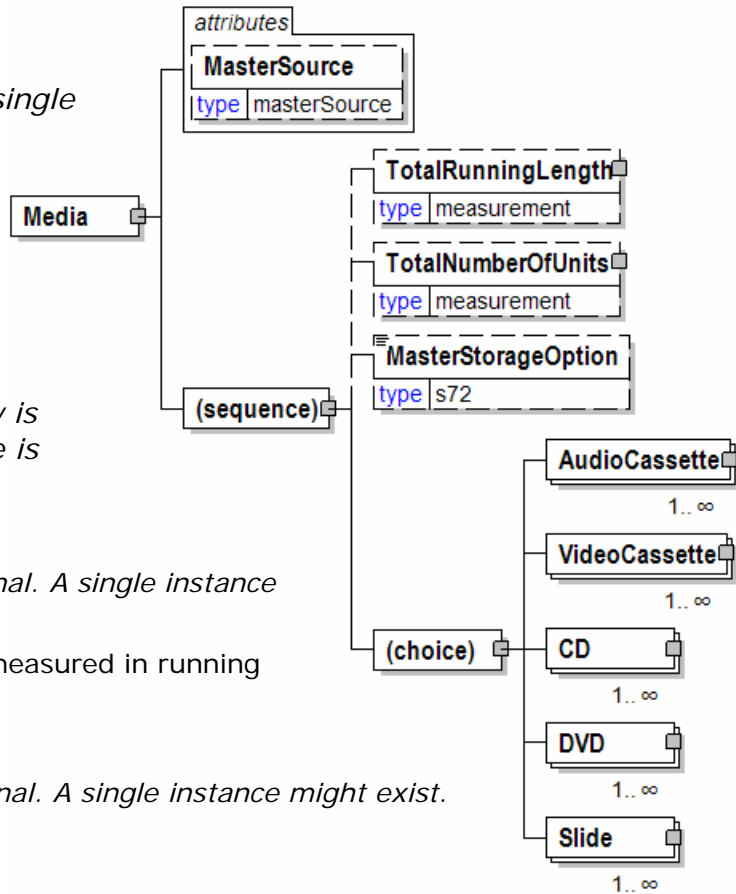 attributes
MasterSource
type masterSource
single
TotalRunningLength
type measurement
Media
TotalNumberOfUnits
type measurement
MasterStorageOption
type s72
is
(sequence)
is
AudioCassette
1.. ∞
VideoCassette
nal. A single instance
1.. ∞
(choice)
CD
neasured in running
1.. ∞
DVD
1.. ∞
nal. A single instance might exist.
Slide
1.. ∞